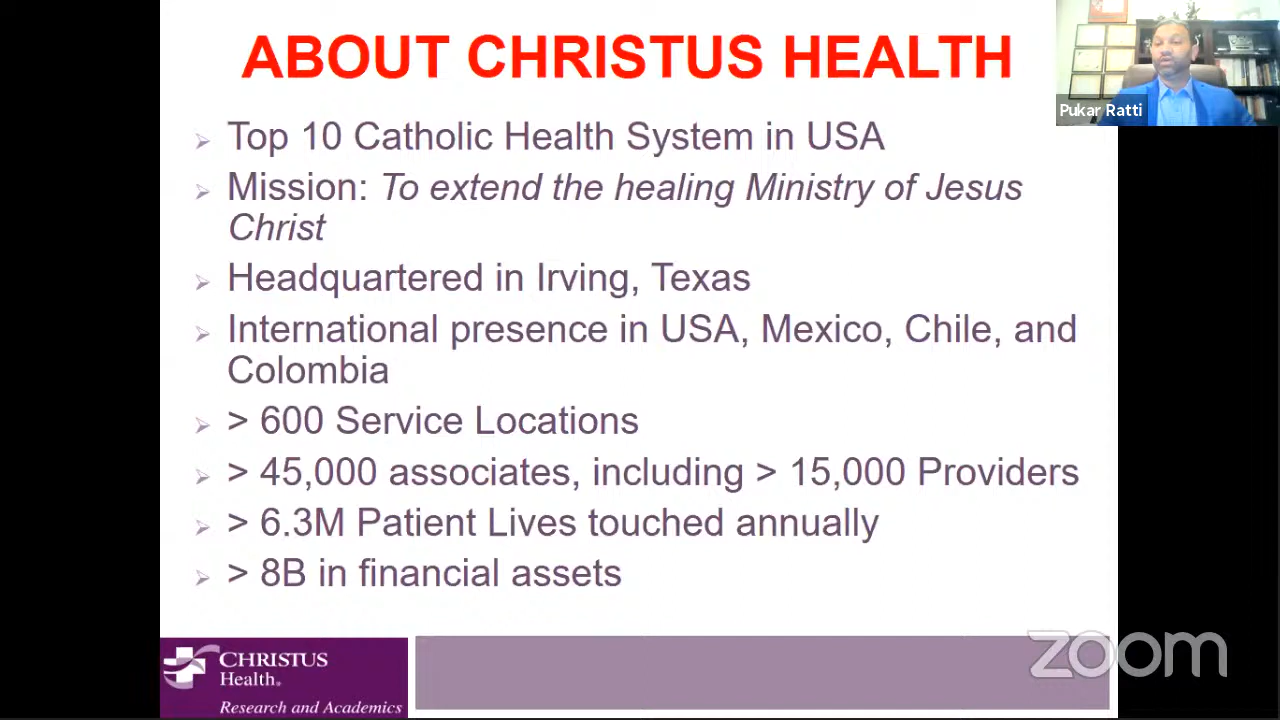 ABOUT CHRISTUS HEALTH
Top 10 Catholic Health System in USA
Mission: To extend the healing Ministry of Jesus
Christ
Headquartered in Irving, Texas
International presence in USA, Mexico, Chile, and
Colombia
> 600 Service Locations
> 45,000 associates, including > 15,000 Providers
> 6.3M Patient Lives touched annually
> 8B in financial assets
Pukar Ratti
CHRISTUS
Health®
Research and Academics
zoom